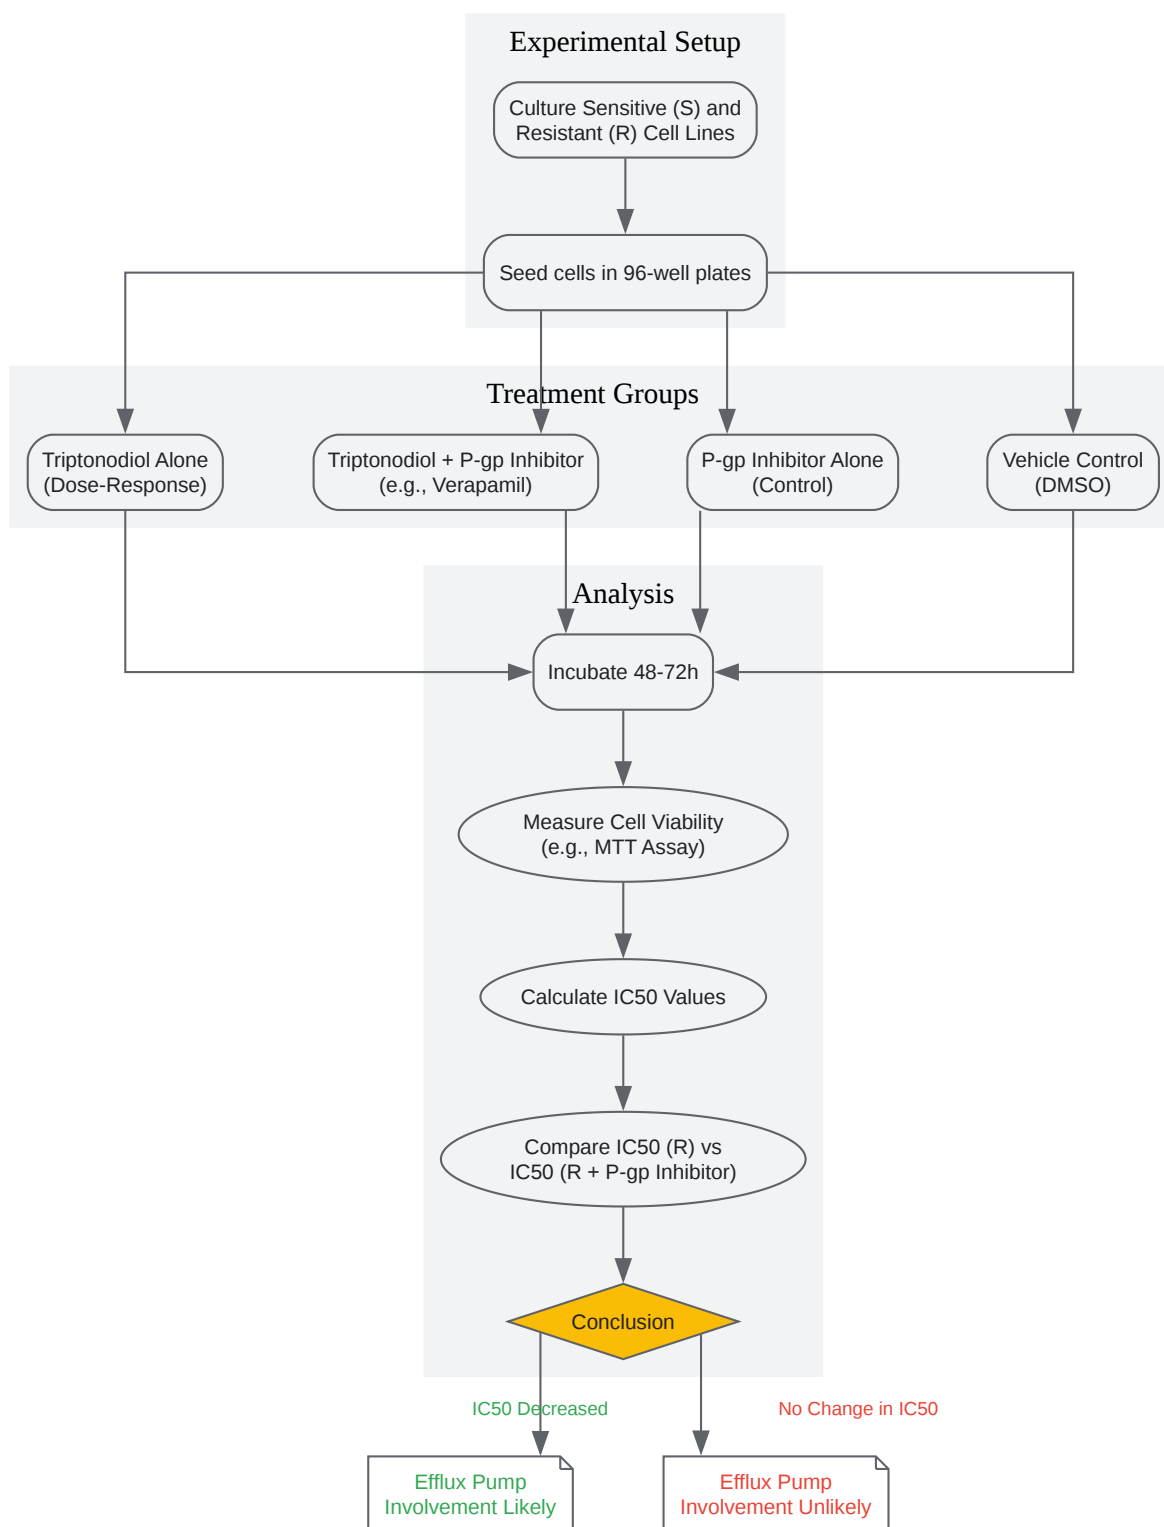 Experimental Setup
Culture Sensitive (S) and
Resistant (R) Cell Lines
Seed cells in 96-well plates
Treatment Groups
Triptonodiol Alone
(Dose-Response)
Triptonodiol + P-gp Inhibitor
(e.g., Verapamil)
P-gp Inhibitor Alone
(Control)
Vehicle Control
(DMSO)
Analysis
Incubate 48-72h
Measure Cell Viability
(e.g., MTT Assay)
Calculate IC50 Values
Compare IC50 (R) vs
IC50 (R + P-gp Inhibitor)
Conclusion
IC50 Decreased
No Change in IC50
Efflux Pump
Involvement Likely
Efflux Pump
Involvement Unlikely